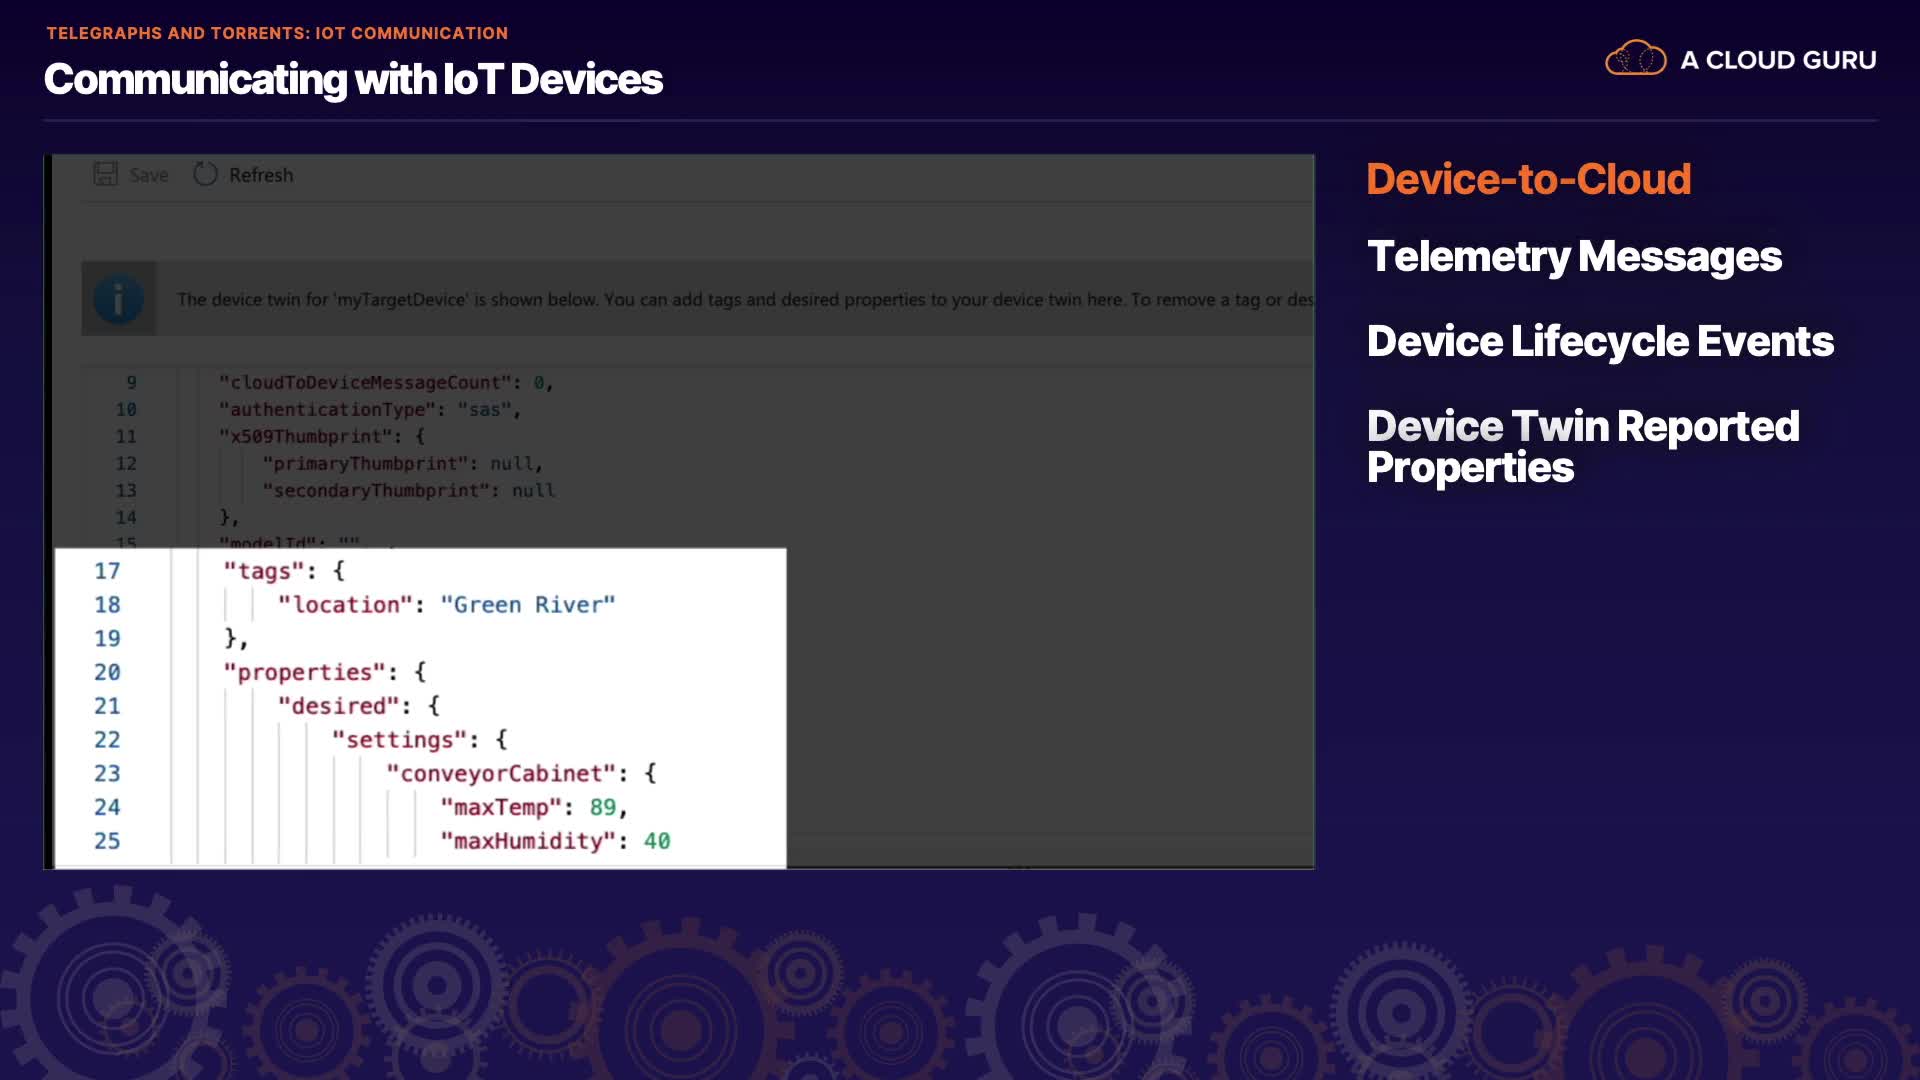 TELEGRAPHS AND TORRENTS: IOT COMMUNICATION
Communicating with IoT Devices
A CLOUD GURU
Save Refresh
i
The device twin for 'myTargetDevice' is shown below. You can add tags and desired properties to your device twin here. To remove a tag or des
9 "cloudToDeviceMessageCount": 0,
10 "authenticationType": "sas",
11 "x509Thumbprint": {
12 "primaryThumbprint": null,
13 "secondaryThumbprint": null
14 },
15 "modelId": ""
17 "tags": {
18 "location": "Green River"
19 },
20 "properties": {
21 "desired": {
22 "settings": {
23 "conveyorCabinet": {
24 "maxTemp": 89,
25 "maxHumidity": 40
Device-to-Cloud
Telemetry Messages
Device Lifecycle Events
Device Twin Reported
Properties